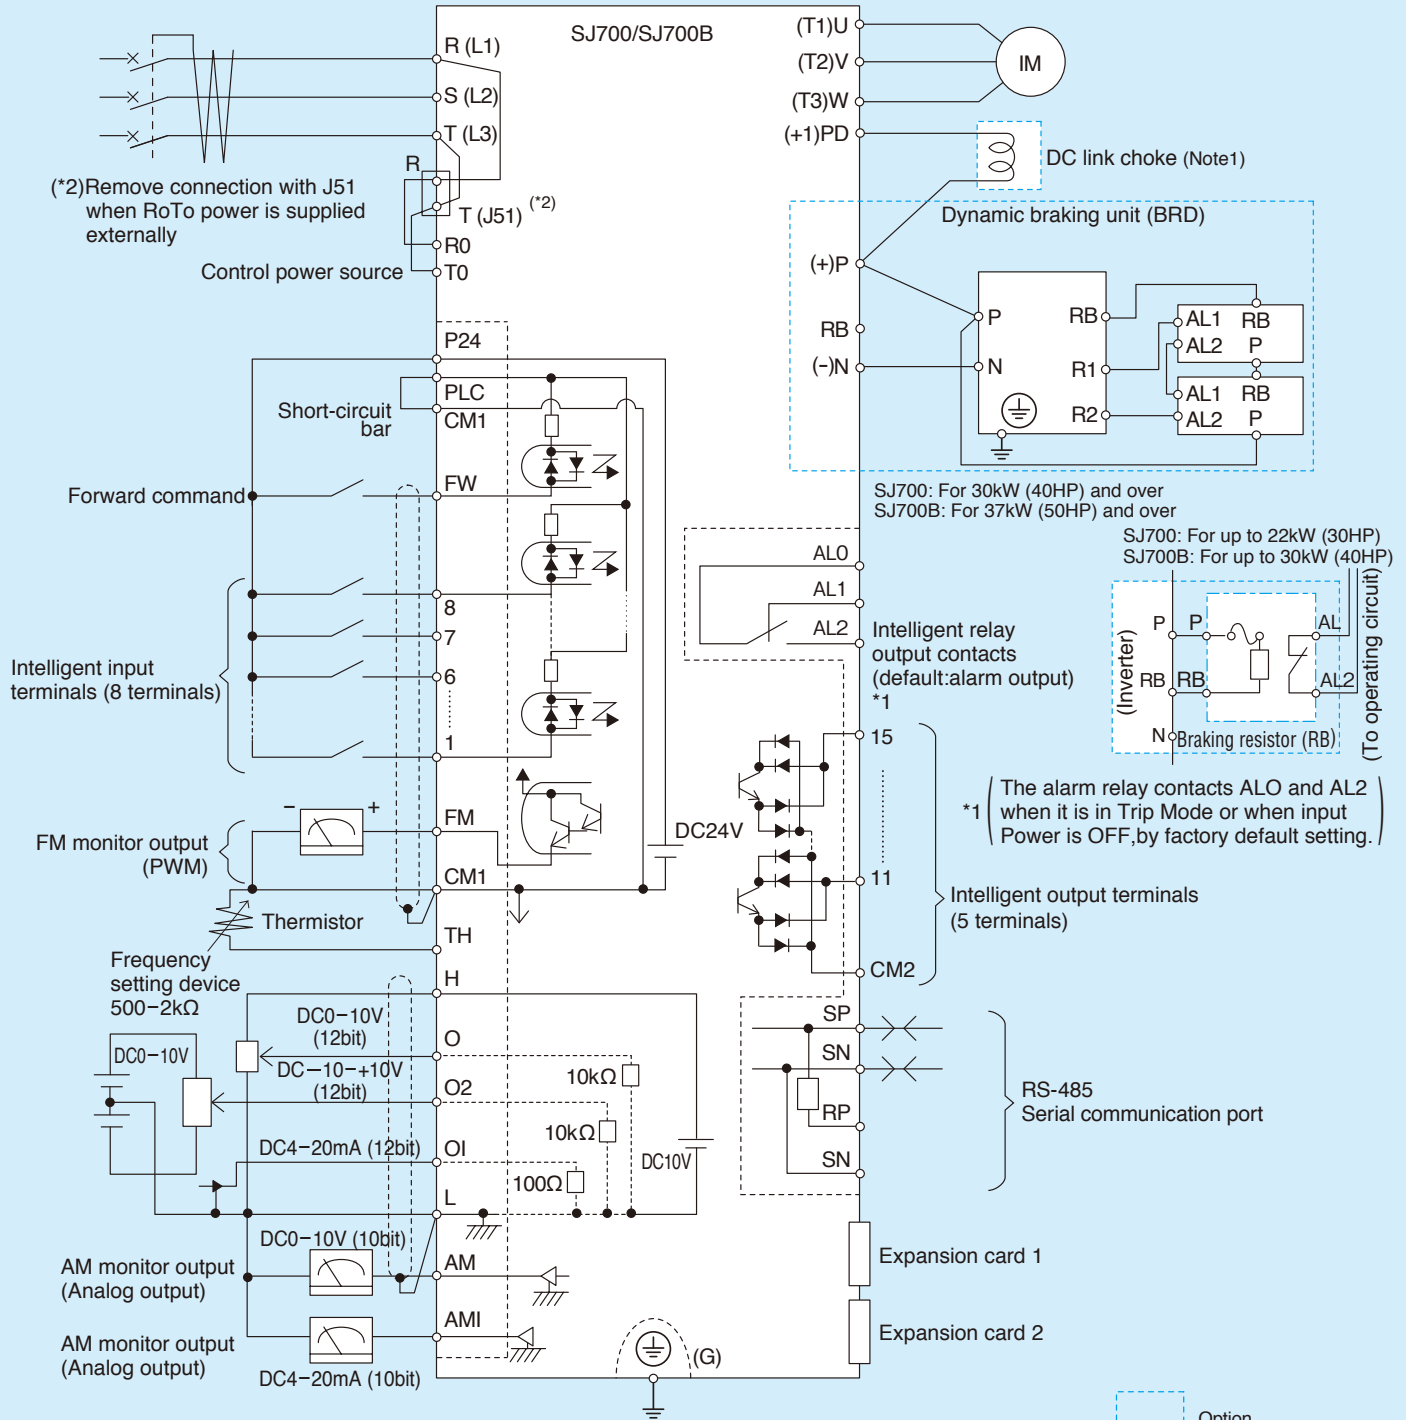 SJ700/SJ700B
R (L1)
S (L2)
T (L3)
R
T (J51) (*2)
R0
T0
(*2)Remove connection with J51
when RoTo power is supplied
externally
Control power source
(T1)U
(T2)V
(T3)W
(+1)PD
IM
DC link choke (Note1)
Dynamic braking unit (BRD)
(+)P
RB
(-)N
P
N
RB
R1
R2
AL1 RB
AL2 P
AL1 RB
AL2 P
SJ700: For 30kW (40HP) and over
SJ700B: For 37kW (50HP) and over
SJ700: For up to 22kW (30HP)
SJ700B: For up to 30kW (40HP)
(Inverter)
P
RB
N
P
RB
AL
AL2
Braking resistor (RB)
(To operating circuit)
*1
The alarm relay contacts ALO and AL2
when it is in Trip Mode or when input
Power is OFF,by factory default setting.
P24
PLC
CM1
Short-circuit
bar
Forward command
FW
8
7
6
1
Intelligent input
terminals (8 terminals)
− +
FM monitor output
(PWM)
FM
CM1
TH
Thermistor
DC24V
AL0
AL1
AL2
Intelligent relay
output contacts
(default:alarm output)
*1
15
11
CM2
Intelligent output terminals
(5 terminals)
Frequency
setting device
500−2kΩ
H
O
O2
OI
L
DC0−10V
(12bit)
DC−10−+10V
(12bit)
DC0−10V
DC4−20mA (12bit)
10kΩ
10kΩ
100Ω
DC10V
SP
SN
RP
SN
RS-485
Serial communication port
DC0−10V (10bit)
AM monitor output
(Analog output)
AM
AMI
AM monitor output
(Analog output)
DC4−20mA (10bit)
(G)
Expansion card 1
Expansion card 2
Option